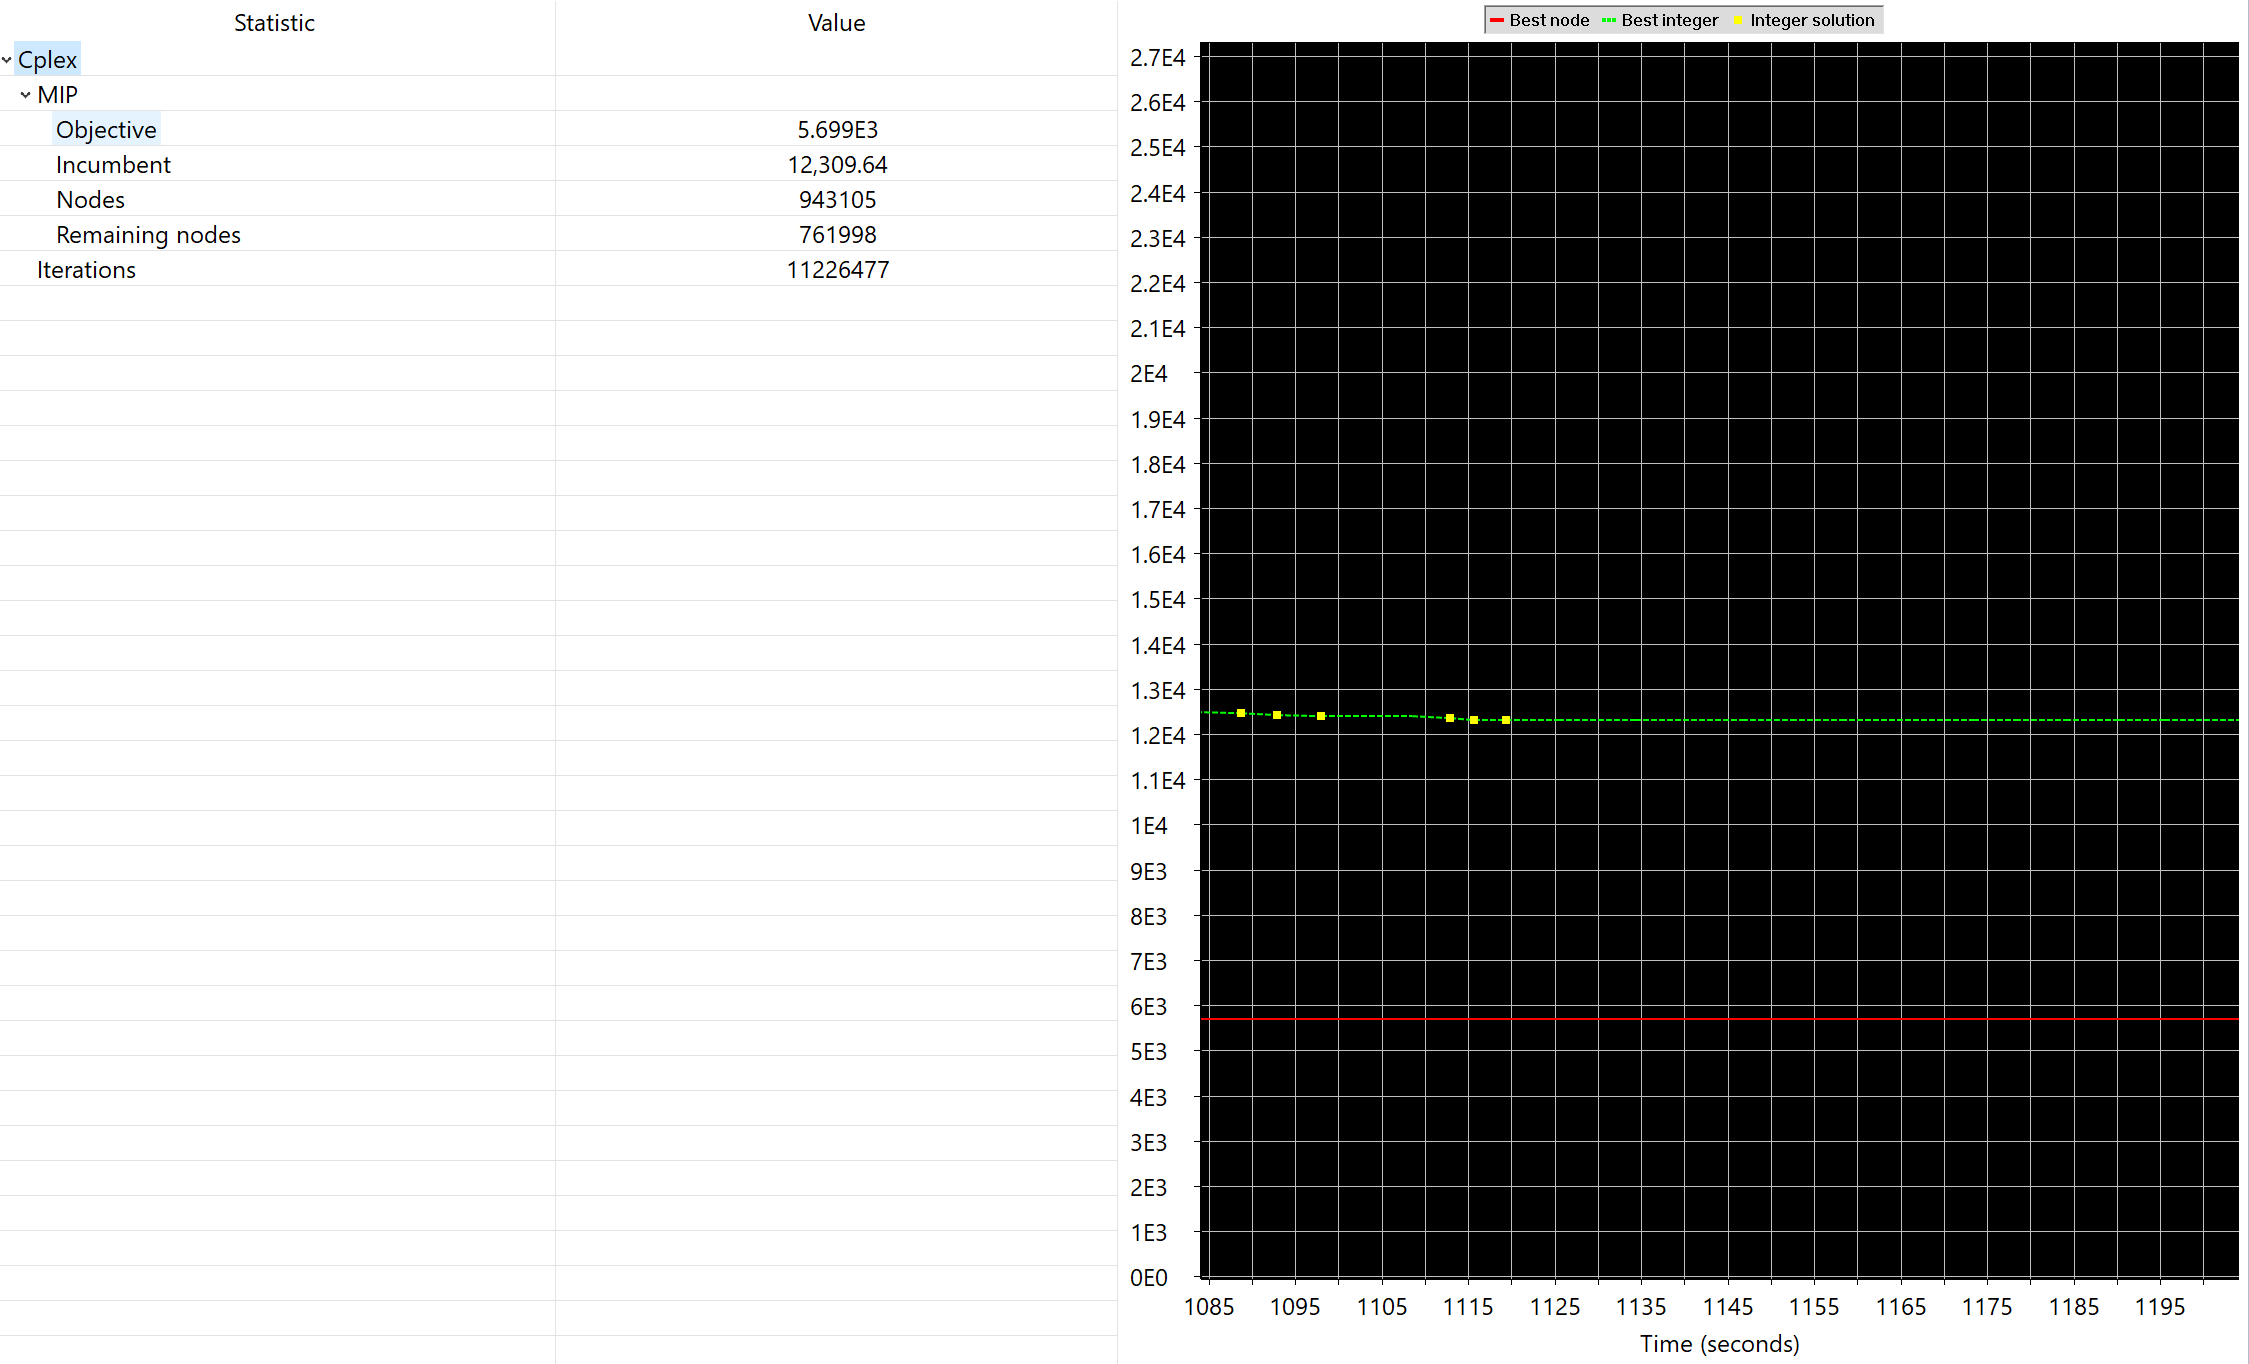 Statistic Value
Cplex
MIP
Objective 5.699E3
Incumbent 12,309.64
Nodes 943105
Remaining nodes 761998
Iterations 11226477
Best node Best integer Integer solution
2.7E4
2.6E4
2.5E4
2.4E4
2.3E4
2.2E4
2.1E4
2E4
1.9E4
1.8E4
1.7E4
1.6E4
1.5E4
1.4E4
1.3E4
1.2E4
1.1E4
1E4
9E3
8E3
7E3
6E3
5E3
4E3
3E3
2E3
1E3
0E0
1085 1095 1105 1115 1125 1135 1145 1155 1165 1175 1185 1195
Time (seconds)